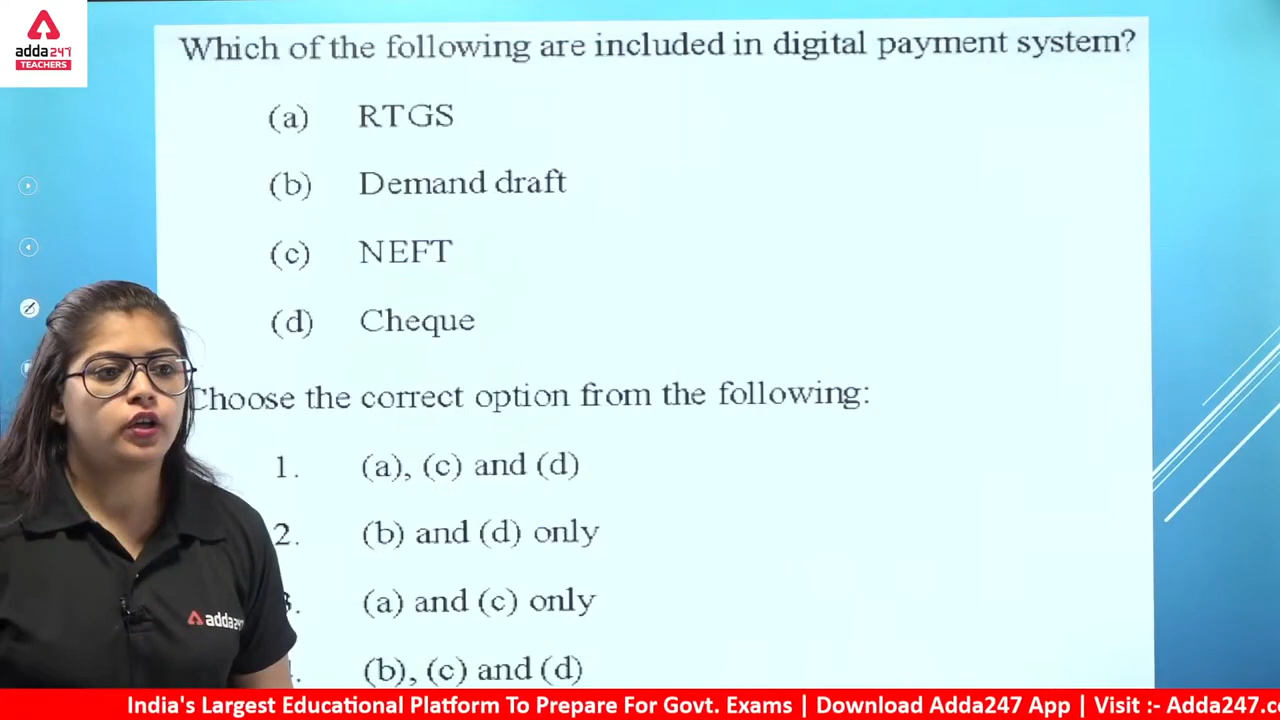 adda247
TEACHERS
Which of the following are included in digital payment system?
(a) RTGS
(b) Demand draft
(c) NEFT
(d) Cheque
Choose the correct option from the following:
1. (a), (c) and (d)
2. (b) and (d) only
3. (a) and (c) only
(b), (c) and (d)
adda247
India's Largest Educational Platform To Prepare For Govt. Exams | Download Adda247 App | Visit :- Adda247.c